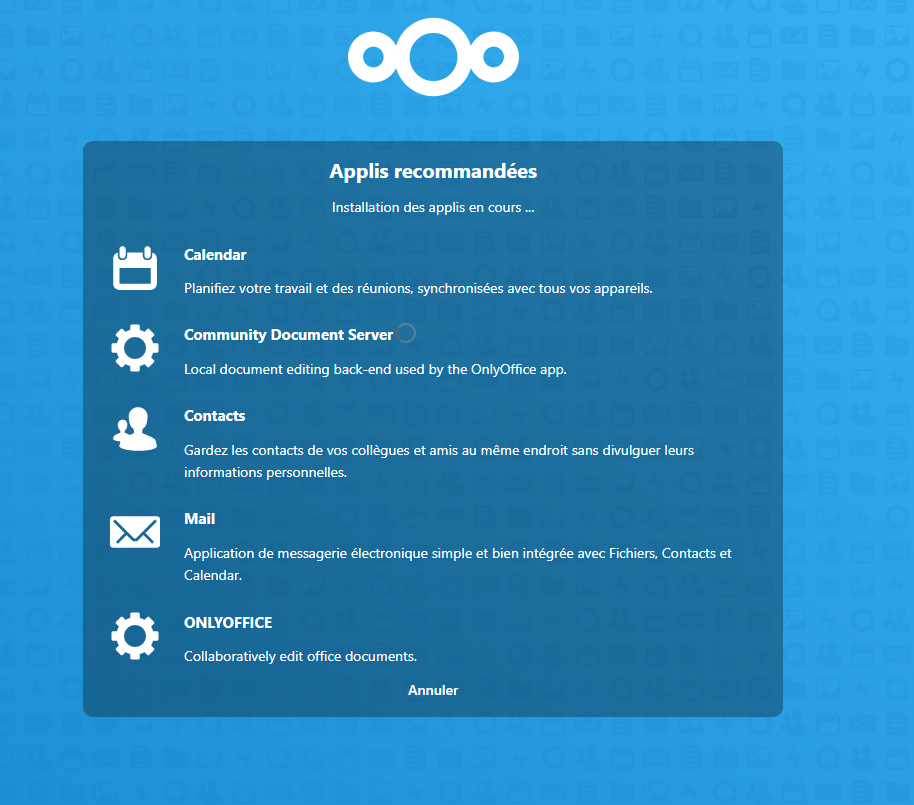 Applis recommandées
Installation des applis en cours ...
Calendar
Planifiez votre travail et des réunions, synchronisées avec tous vos appareils.
Community Document Server
Local document editing back-end used by the OnlyOffice app.
Contacts
Gardez les contacts de vos collègues et amis au même endroit sans divulguer leurs
informations personnelles.
Mail
Application de messagerie électronique simple et bien intégrée avec Fichiers, Contacts et
Calendar.
ONLYOFFICE
Collaboratively edit office documents.
Annuler